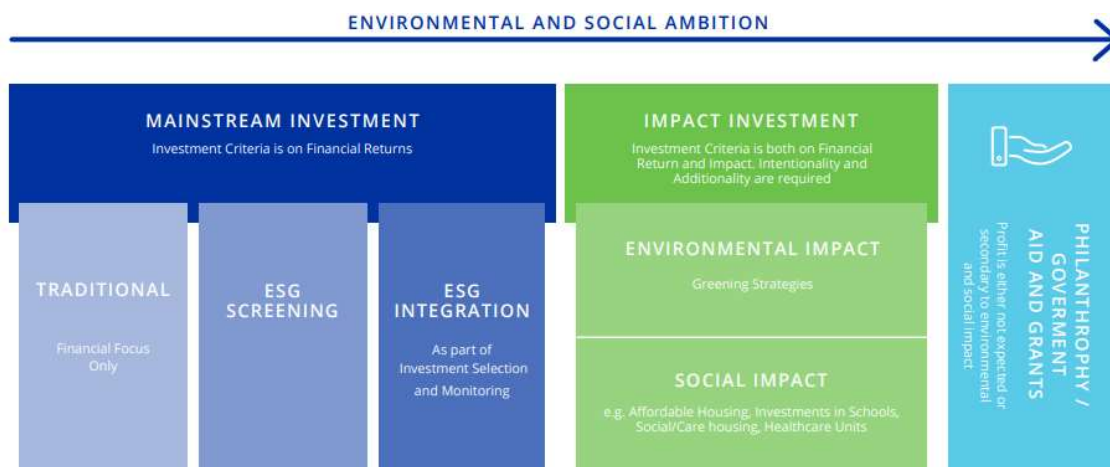 ENVIRONMENTAL AND SOCIAL AMBITION
MAINSTREAM INVESTMENT
Investment Criteria is on Financial Returns
TRADITIONAL
Financial Focus
Only
ESG
SCREENING
ESG
INTEGRATION
As part of
Investment Selection
and Monitoring
IMPACT INVESTMENT
Investment Criteria is both on Financial
Return and Impact. Intentionality and
Additionality are required
ENVIRONMENTAL IMPACT
Greening Strategies
SOCIAL IMPACT
e.g. Affordable Housing, Investments in Schools,
Social/Care housing, Healthcare Units
PHILANTHROPHY /
GOVERMENT
AID AND GRANTS
Profit is either not expected or
secondary to environmental
and social impact